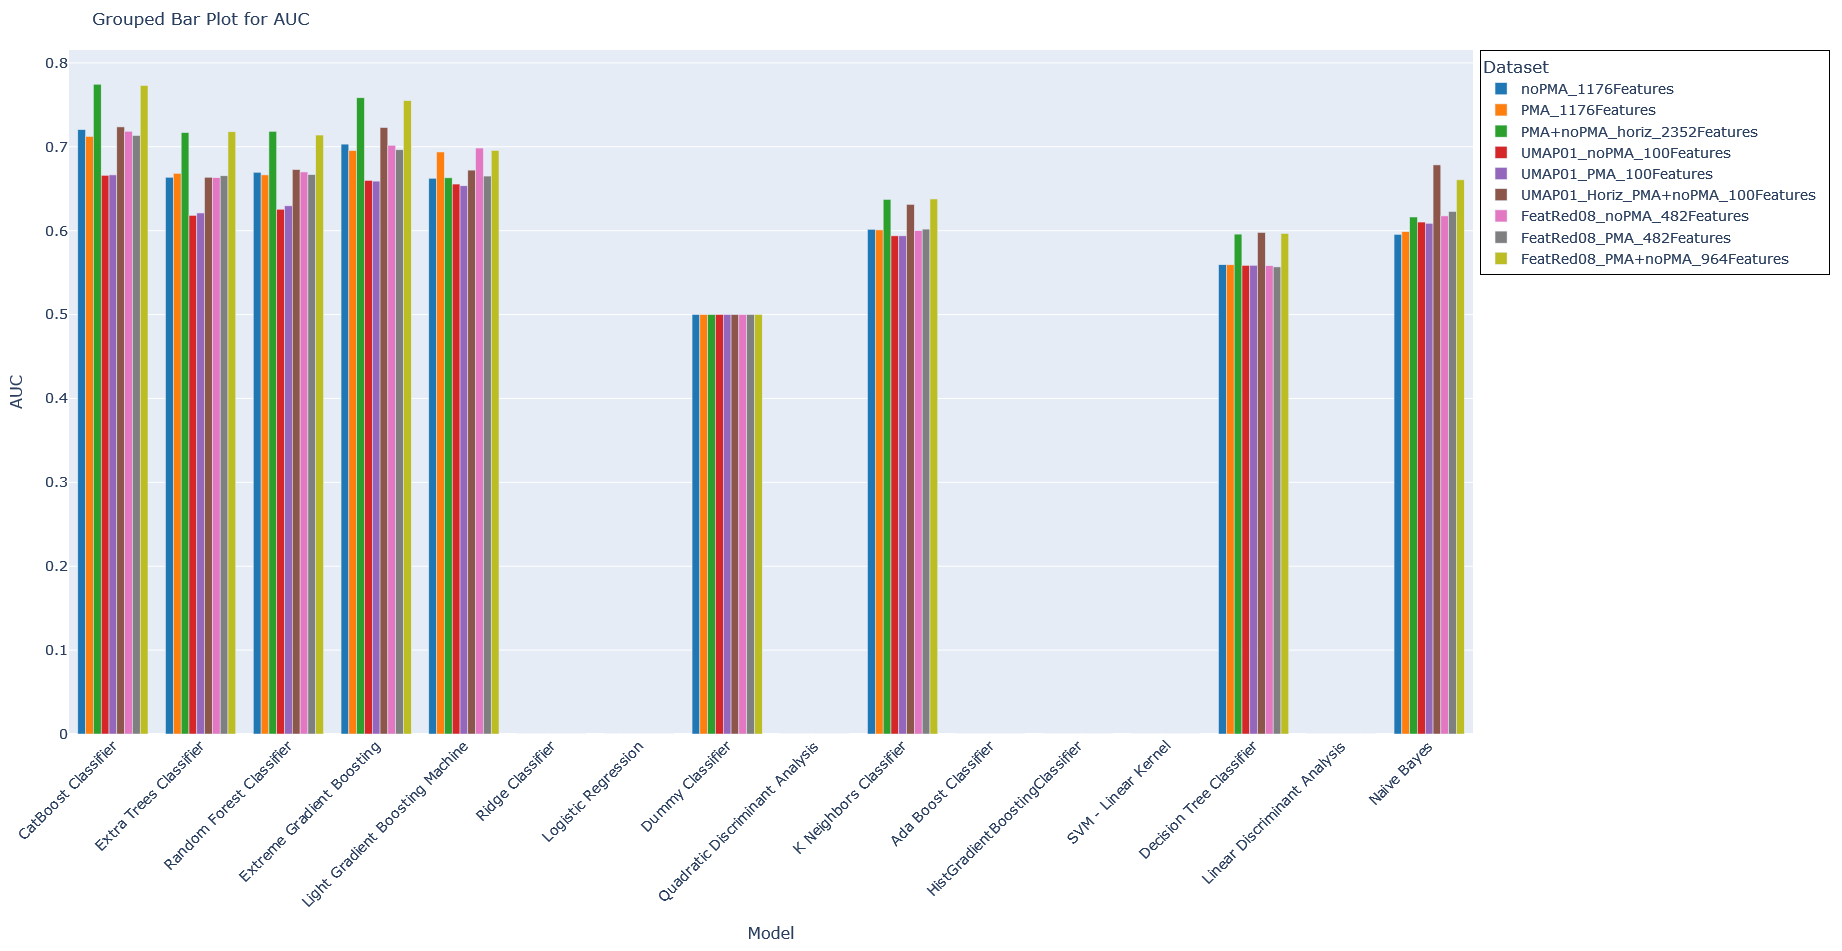 Grouped Bar Plot for AUC
0.8
0.7
0.6
0.5
0.4
0.3
0.2
0.1
0
AUC
CatBoost Classifier
Extra Trees Classifier
Random Forest Classifier
Extreme Gradient Boosting
Light Gradient Boosting Machine
Ridge Classifier
Logistic Regression
Dummy Classifier
Quadratic Discriminant Analysis
K Neighbors Classifier
Ada Boost Classifier
HistGradientBoostingClassifier
SVM - Linear Kernel
Decision Tree Classifier
Linear Discriminant Analysis
Naive Bayes
Model
Dataset
noPMA_1176Features
PMA_1176Features
PMA+noPMA_horiz_2352Features
UMAP01_noPMA_100Features
UMAP01_PMA_100Features
UMAP01_Horiz_PMA+noPMA_100Features
FeatRed08_noPMA_482Features
FeatRed08_PMA_482Features
FeatRed08_PMA+noPMA_964Features